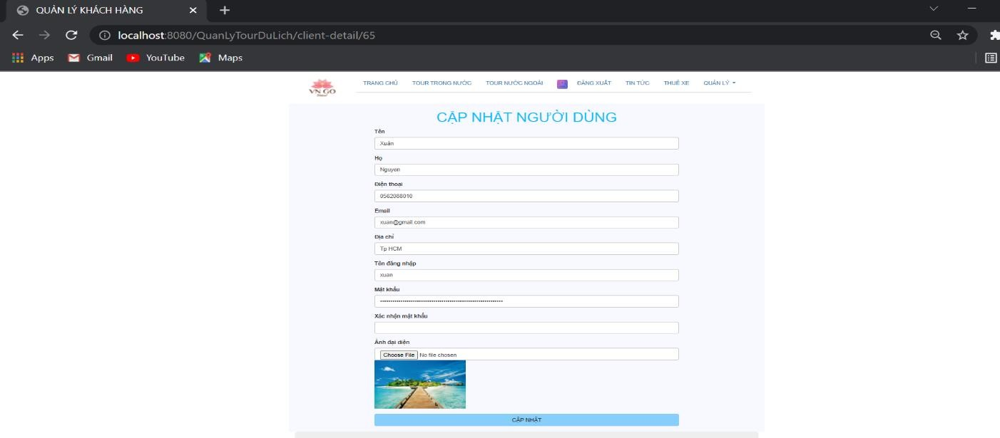 QUẢN LÝ KHÁCH HÀNG
localhost:8080/QuanLyTourDuLich/client-detail/65
Apps Gmail YouTube Maps
VN GO
TRANG CHỦ TOUR TRONG NƯỚC TOUR NƯỚC NGOÀI ĐĂNG XUẤT TIN TỨC THUÊ XE QUẢN LÝ
CẬP NHẬT NGƯỜI DÙNG
Tên
Xuân
Họ
Nguyen
Điện thoại
0562088010
Email
xuan@gmail.com
Địa chỉ
Tp HCM
Tên đăng nhập
xuan
Mật khẩu
Xác nhận mật khẩu
Ảnh đại diện
Choose File No file chosen
CẬP NHẬT